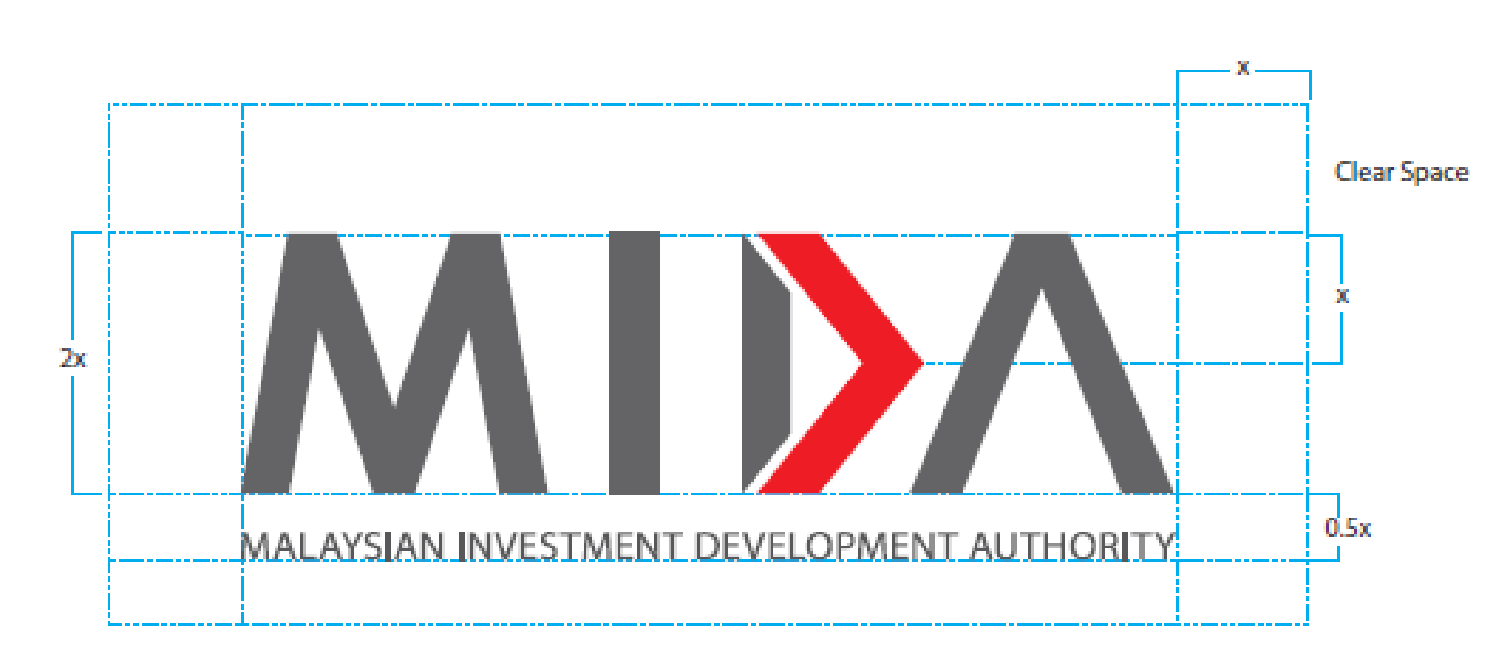 x
Clear Space
x
2x
MIDA
0.5x
MALAYSIAN INVESTMENT DEVELOPMENT AUTHORITY